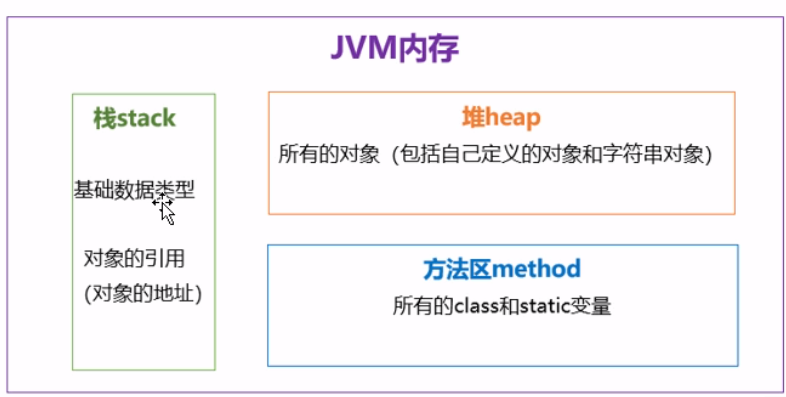 JVM内存
栈stack
基础数据类型
对象的引用
(对象的地址)
堆heap
所有的对象（包括自己定义的对象和字符串对象）
方法区method
所有的class和static变量